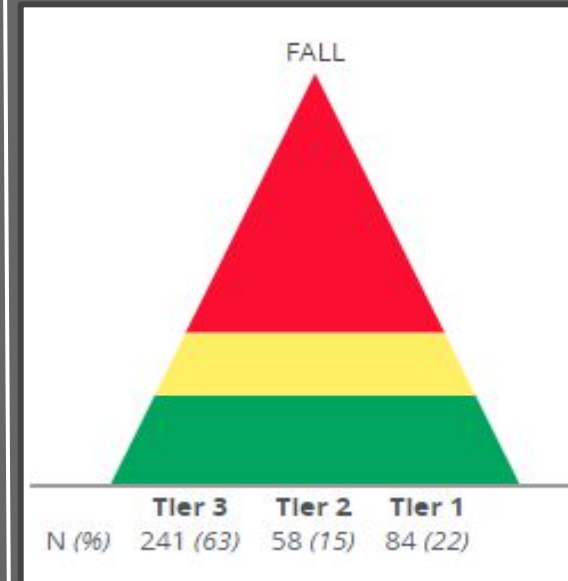 FALL
Tier 3 Tier 2 Tier 1
N (%) 241 (63) 58 (15) 84 (22)